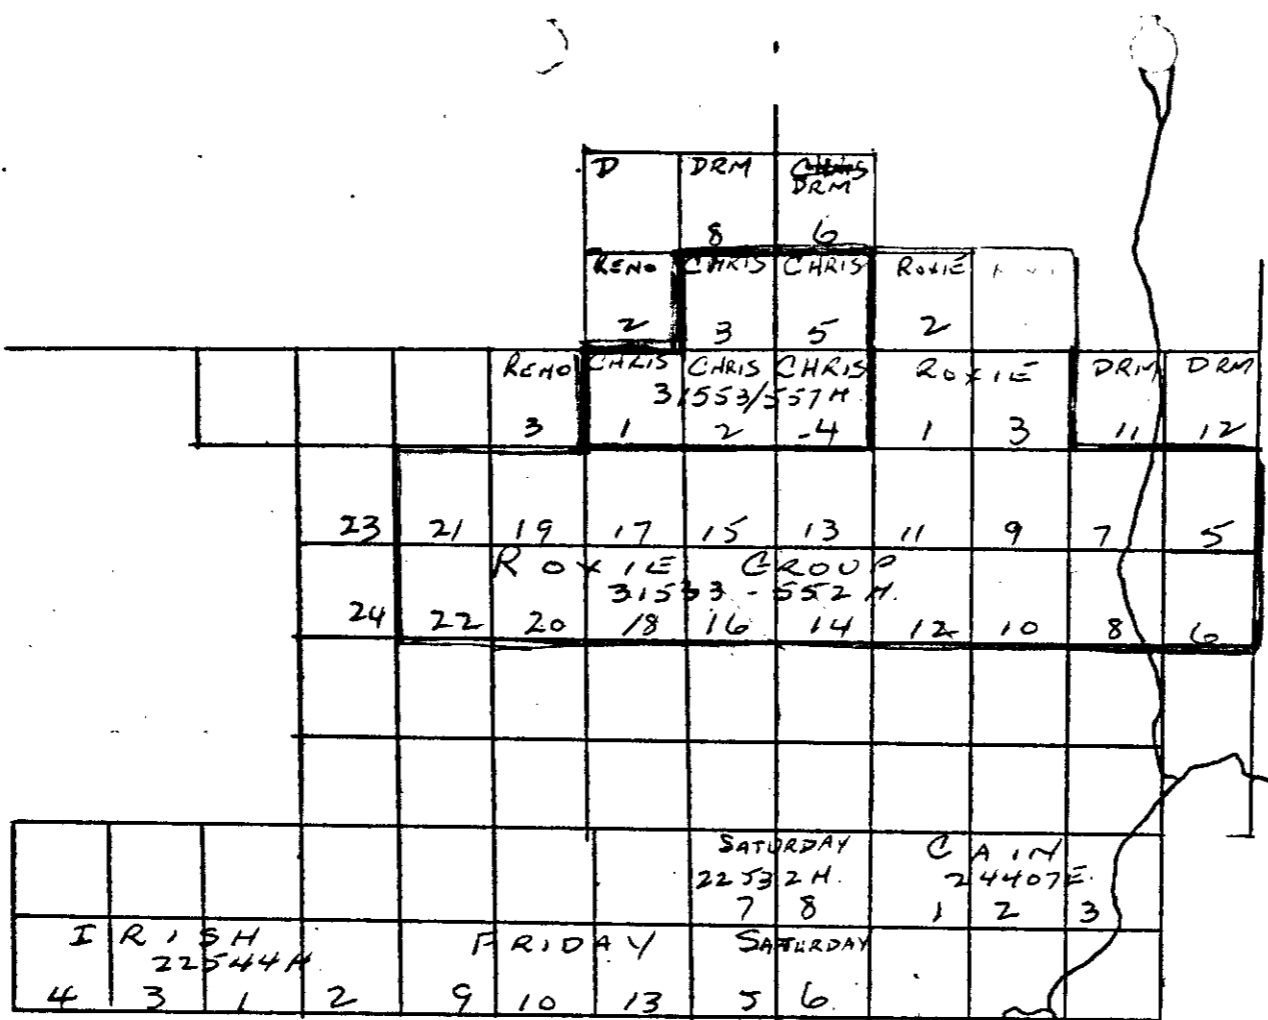 D DRM CHRIS
DRM
8 6
RENO CHRIS CHRIS ROXIE
2 3 5 2
RENO CHRIS CHRIS CHRIS ROXIE DRM DRM
31553/557H
3 1 2 -4 1 3 11 12
23 21 19 17 15 13 11 9 7 5
ROXIE GROUP
31533-552H.
24 22 20 18 16 14 12 10 8 6
SATURDAY CAIN
22532H. 24407E.
7 8 1 2 3
IRISH FRIDAY SATURDAY
22544H
4 3 1 2 9 10 13 5 6